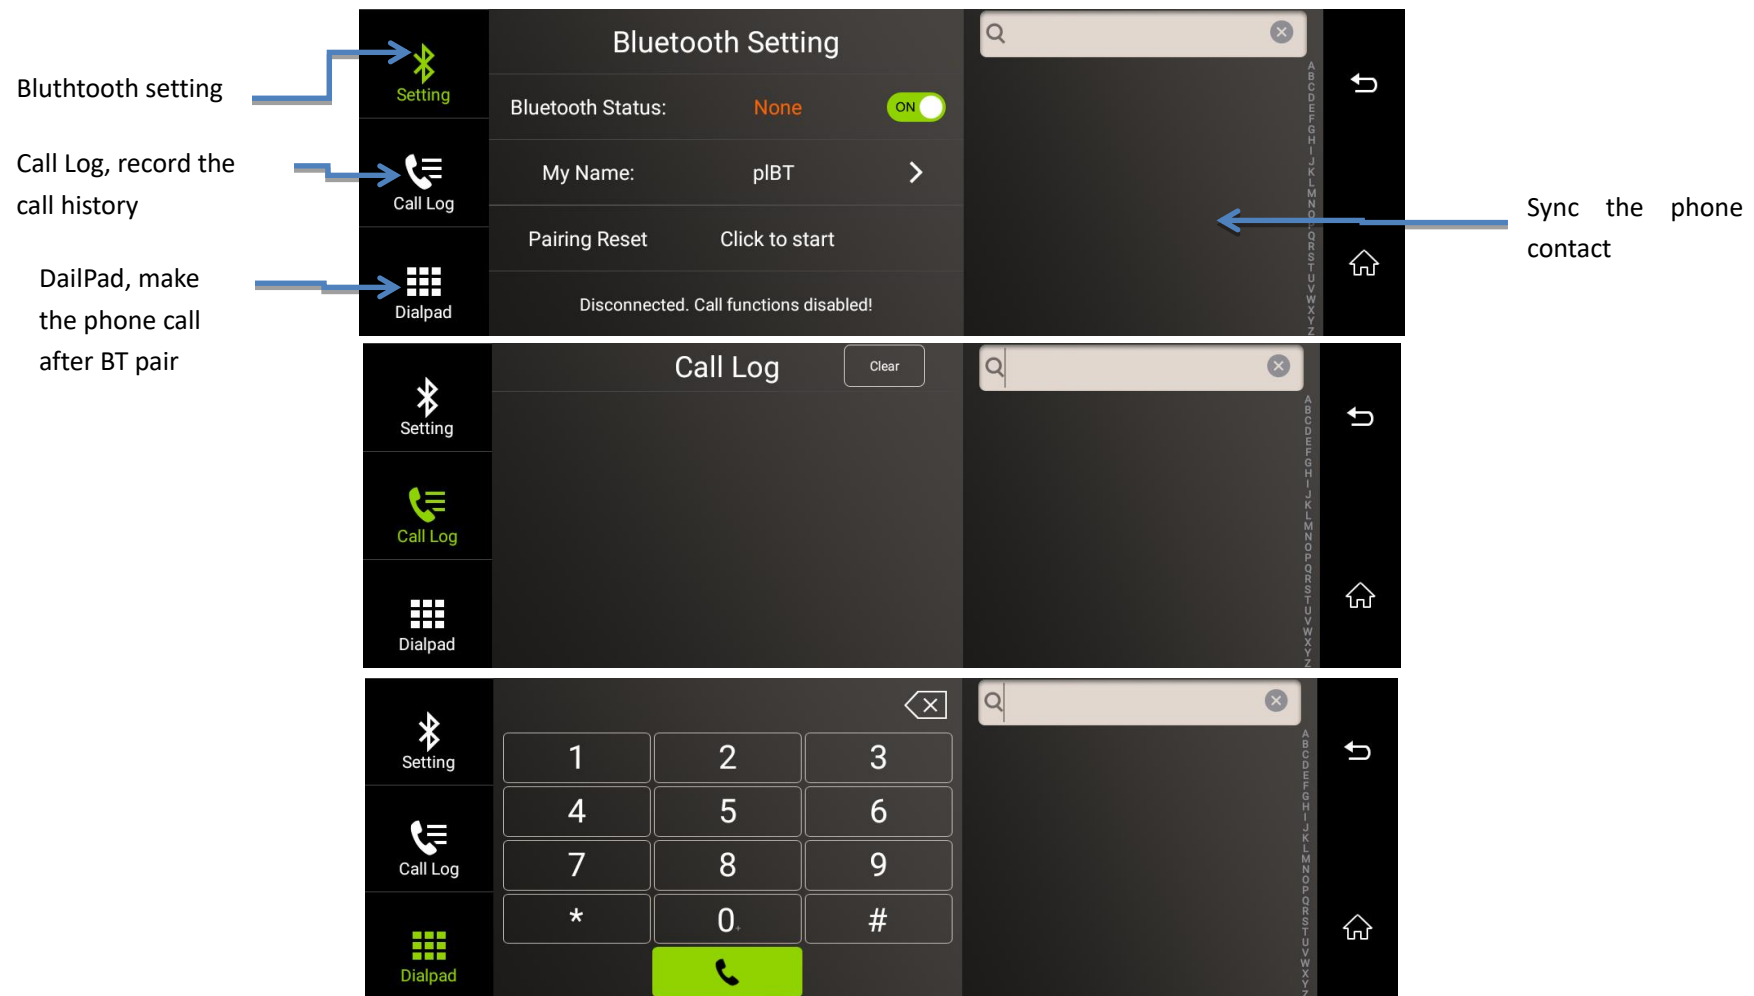 Bluthtooth setting
Call Log, record the
call history
DailPad, make
the phone call
after BT pair
Setting
Call Log
Dialpad
Bluetooth Setting
Bluetooth Status: None ON
My Name: plBT
Pairing Reset Click to start
Disconnected. Call functions disabled!
A
B
C
D
E
F
G
H
I
J
K
L
M
N
O
P
Q
R
S
T
U
V
W
X
Y
Z
Sync the phone
contact
Setting
Call Log
Dialpad
Call Log Clear
A
B
C
D
E
F
G
H
I
J
K
L
M
N
O
P
Q
R
S
T
U
V
W
X
Y
Z
Setting
Call Log
Dialpad
1 2 3
4 5 6
7 8 9
* 0+ #
A
B
C
D
E
F
G
H
I
J
K
L
M
N
O
P
Q
R
S
T
U
V
W
X
Y
Z